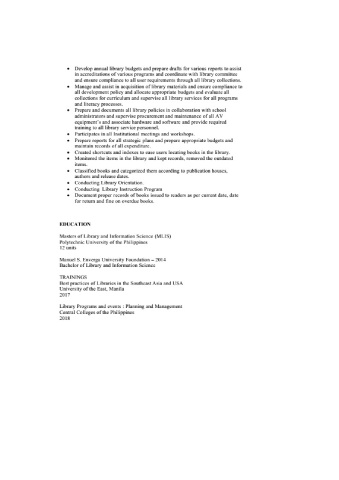 • Develop annual library budgets and prepare drafts for various reports to assist
in accreditations of various programs and coordinate with library committee
and ensure compliance to all user requirements through all library collections.
• Manage and assist in acquisition of library materials and ensure compliance to
all development policy and allocate appropriate budgets and evaluate all
collections for curriculum and supervise all library services for all programs
and literacy processes.
• Prepare and documents all library policies in collaboration with school
administrators and supervise procurement and maintenance of all AV
equipment's and associate hardware and software and provide required
training to all library service personnel.
• Participates in all Institutional meetings and workshops.
• Prepare reports for all strategic plans and prepare appropriate budgets and
maintain records of all expenditure.
• Created shortcuts and indexes to ease users locating books in the library.
• Monitored the items in the library and kept records, removed the outdated
items.
• Classified books and categorized them according to publication houses,
authors and release dates.
• Conducting Library Orientation.
• Conducting Library Instruction Program
• Document proper records of books issued to readers as per current date, date
for return and fine on overdue books.
EDUCATION
Masters of Library and Information Science (MLIS)
Polytechnic University of the Philippines
12 units
Manuel S. Enverga University Foundation – 2014
Bachelor of Library and Information Science
TRAININGS
Best practices of Libraries in the Southeast Asia and USA
University of the East, Manila
2017
Library Programs and events : Planning and Management
Central Colleges of the Philippines
2018